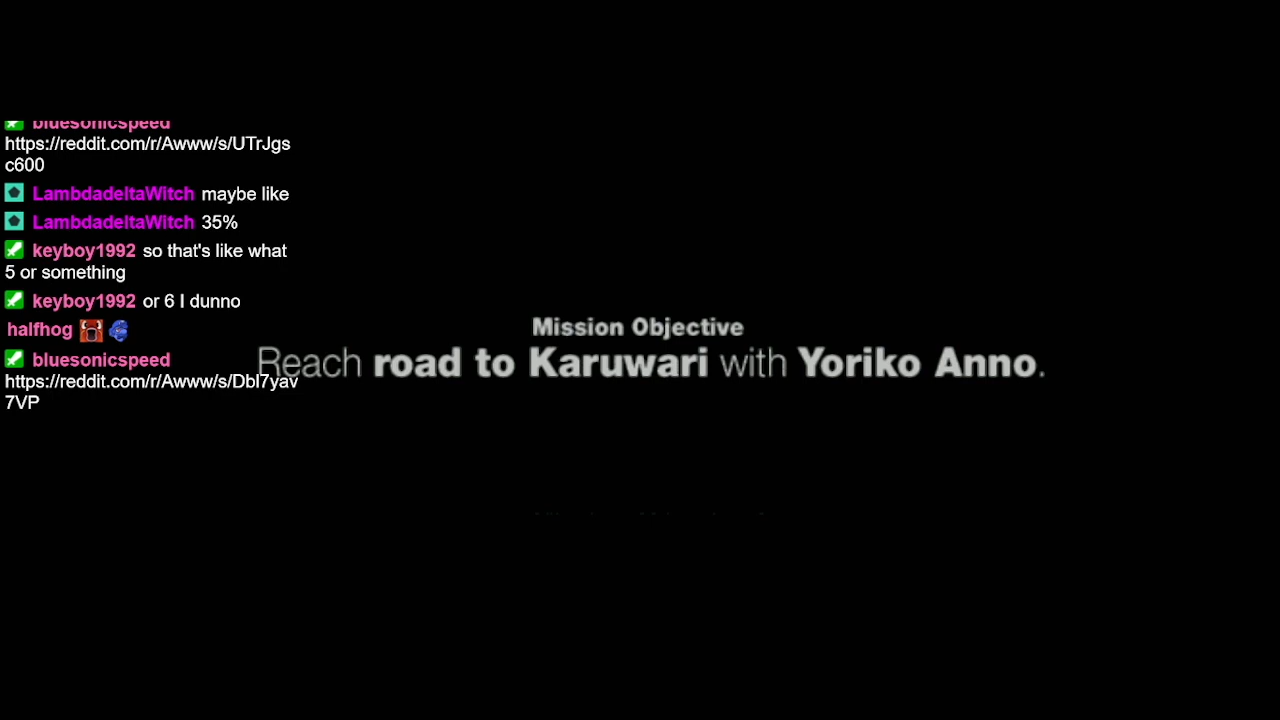 bluesonicspeed
https://reddit.com/r/Awww/s/UTrJgs
c600
LambdadeltaWitch maybe like
LambdadeltaWitch 35%
keyboy1992 so that's like what
5 or something
keyboy1992 or 6 I dunno
halfhog
bluesonicspeed
https://reddit.com/r/Awww/s/Dbl7yav
7VP
Mission Objective
Reach road to Karuwari with Yoriko Anno.